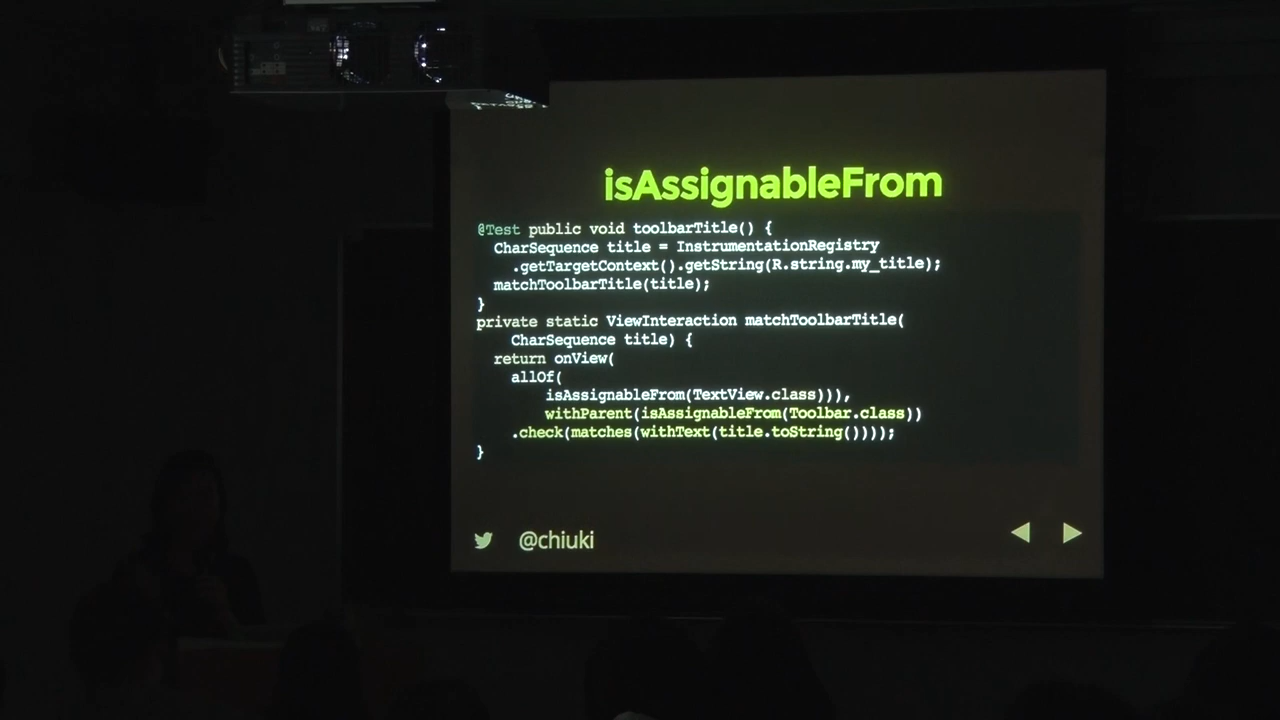 isAssignableFrom
@Test public void toolbarTitle() {
CharSequence title = InstrumentationRegistry
.getTargetContext().getString(R.string.my_title);
matchToolbarTitle(title);
}
private static ViewInteraction matchToolbarTitle(
CharSequence title) {
return onView(
allOf(
isAssignableFrom(TextView.class))),
withParent(isAssignableFrom(Toolbar.class))
.check(matches(withText(title.toString())));
}
@chiuki